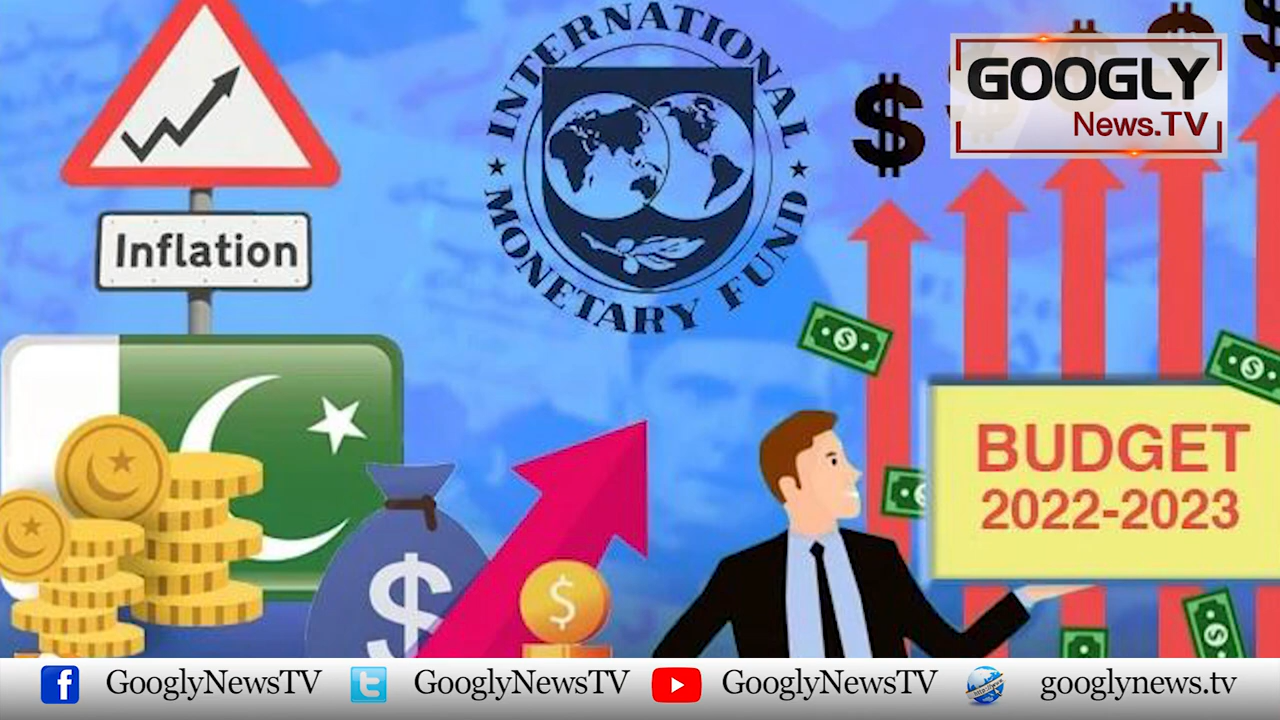 INTERNATIONAL
MONETARY FUND
GOOGLY
News.TV
Inflation
$
$
$
$
BUDGET
2022-2023
GooglyNewsTV
GooglyNewsTV
GooglyNewsTV
googlynews.tv